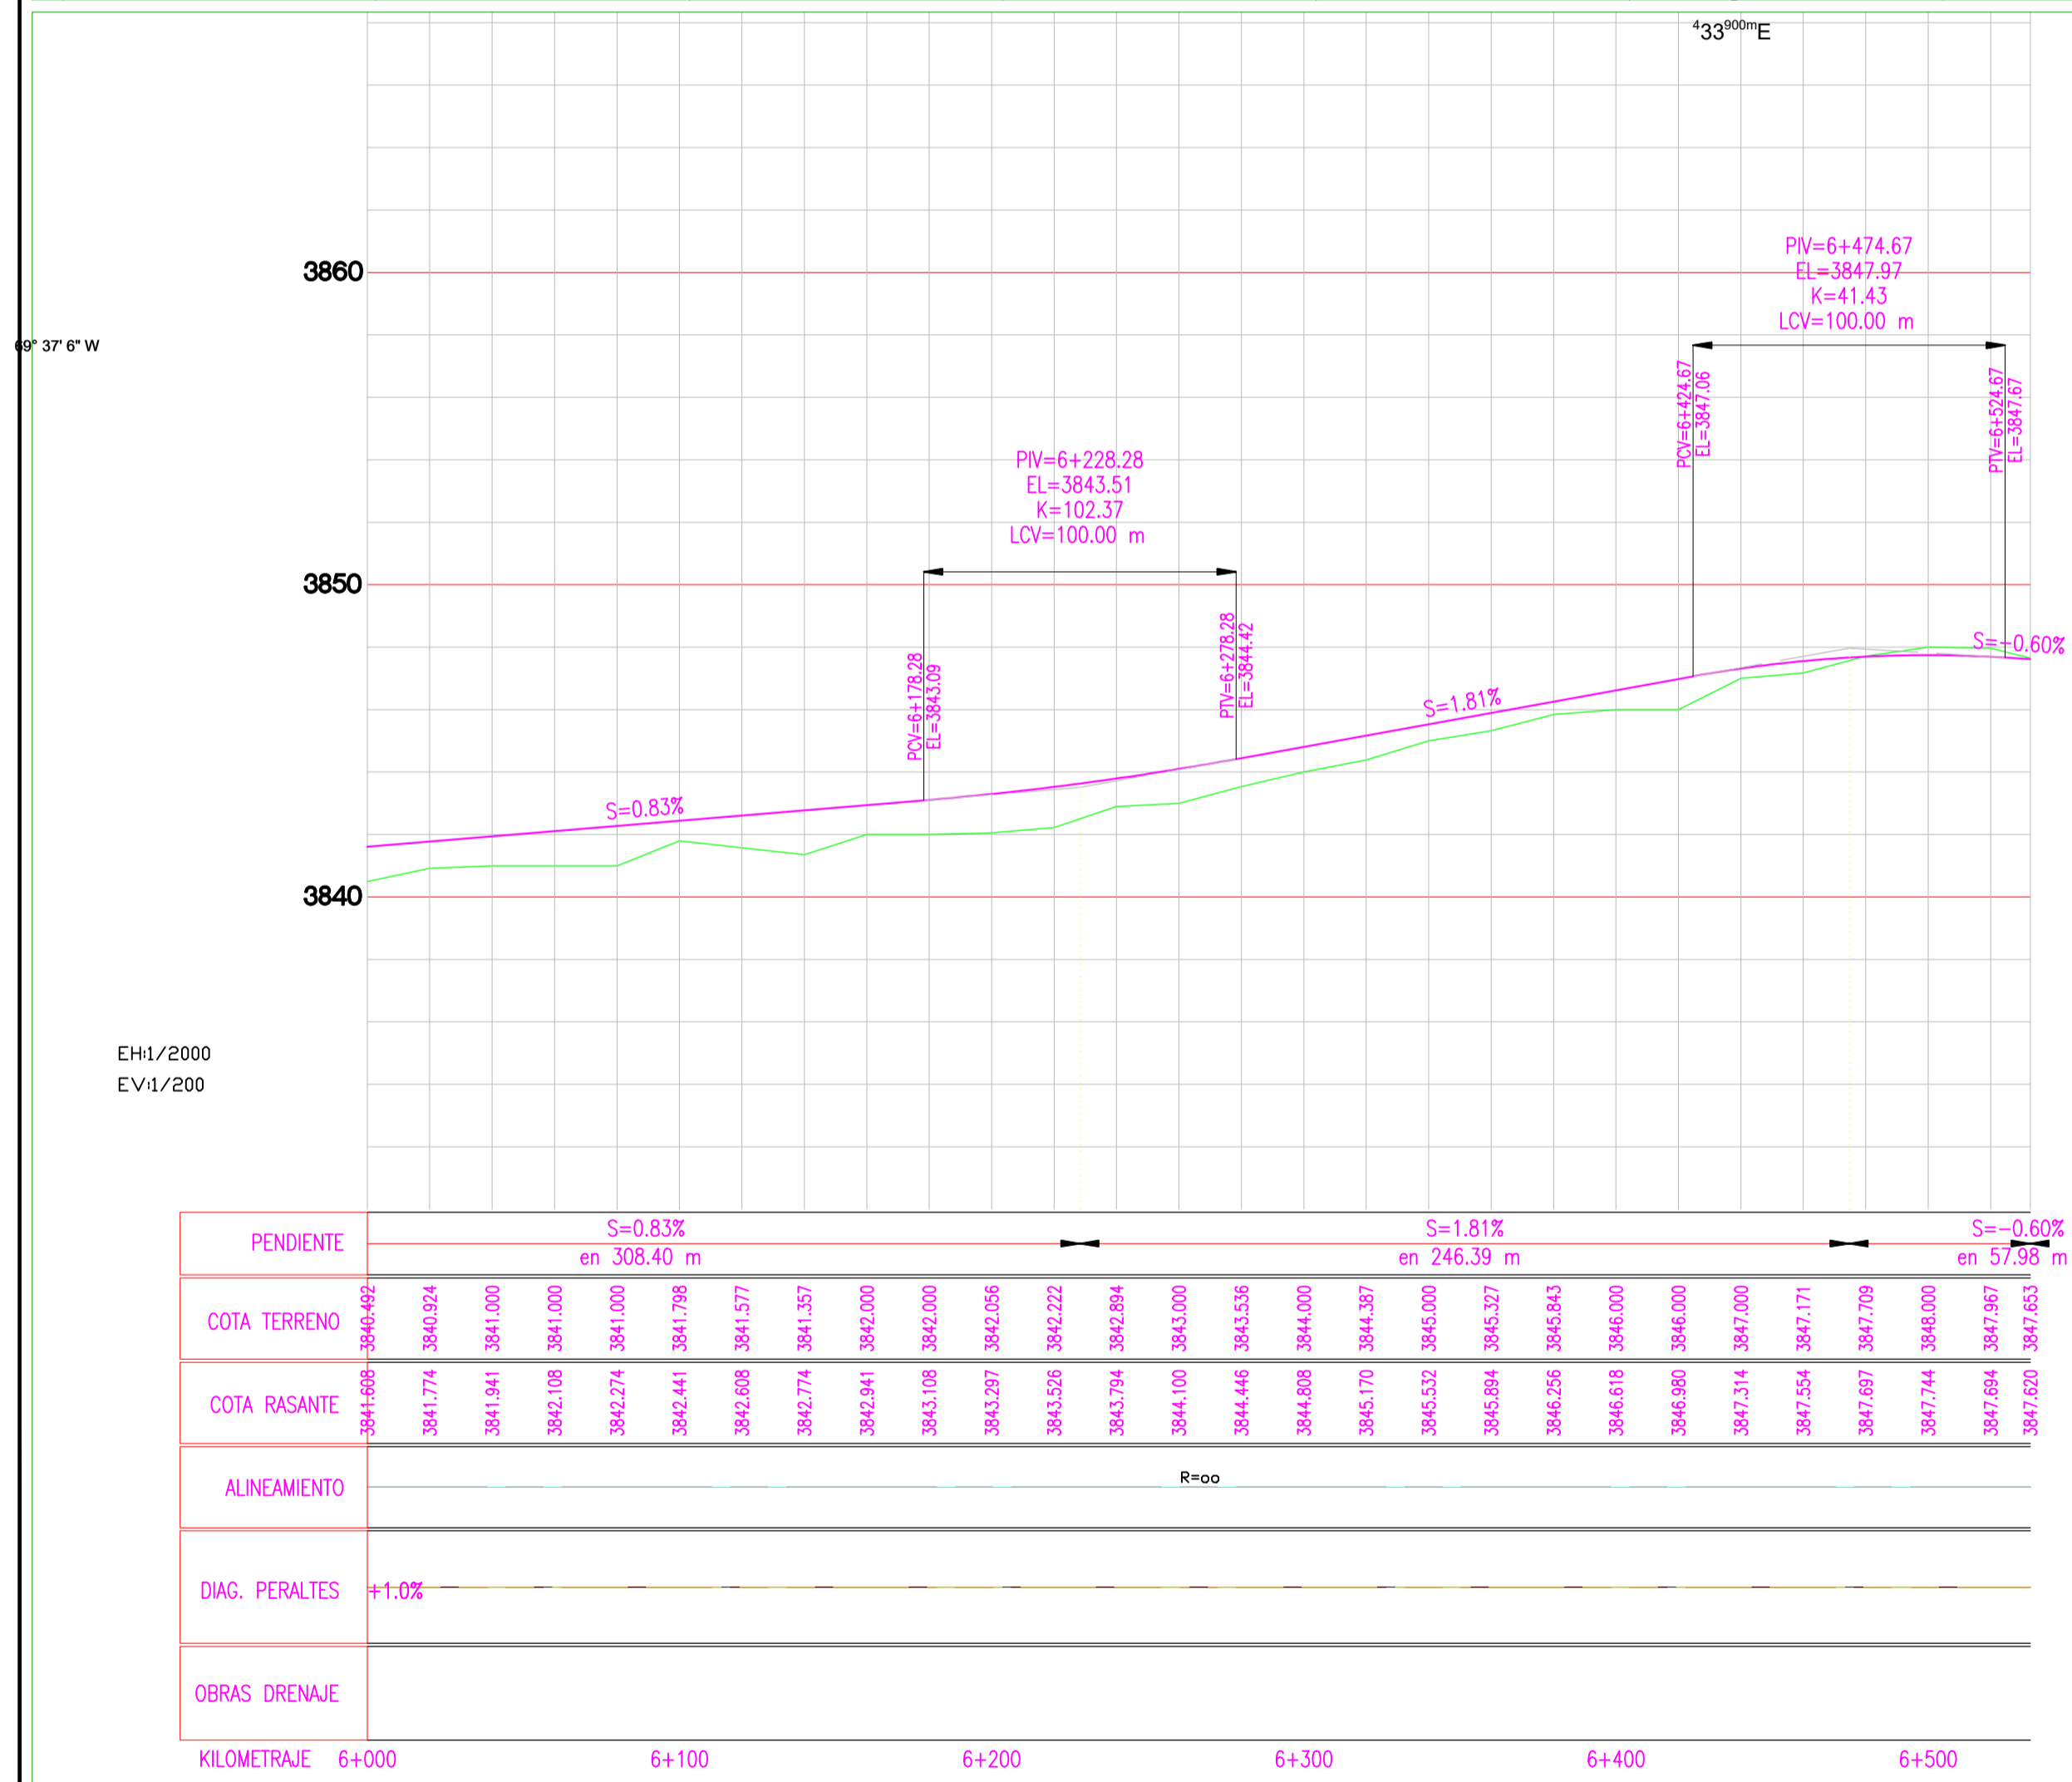 433900mE
3860
PIV=6+474.67
EL=3847.97
K=41.43
LCV=100.00 m
69° 37' 6" W
PCV=6+424.67
EL=3847.06
PTV=6+524.67
EL=3847.67
PIV=6+228.28
EL=3843.51
K=102.37
LCV=100.00 m
3850
PCV=6+178.28
EL=3843.09
PTV=6+278.28
EL=3844.42
S=-0.60%
S=1.81%
S=0.83%
3840
EH:1/2000
EV:1/200
PENDIENTE
S=0.83%
en 308.40 m
S=1.81%
en 246.39 m
S=-0.60%
en 57.98 m
COTA TERRENO
3840.492
3840.924
3841.000
3841.000
3841.000
3841.798
3841.577
3841.357
3842.000
3842.000
3842.056
3842.222
3842.894
3843.000
3843.536
3844.000
3844.387
3845.000
3845.327
3845.843
3846.000
3846.000
3847.000
3847.171
3847.709
3848.000
3847.967
3847.653
COTA RASANTE
3841.608
3841.774
3841.941
3842.108
3842.274
3842.441
3842.608
3842.774
3842.941
3843.108
3843.297
3843.526
3843.794
3844.100
3844.446
3844.808
3845.170
3845.532
3845.894
3846.256
3846.618
3846.980
3847.314
3847.554
3847.697
3847.744
3847.694
3847.620
ALINEAMIENTO
R=oo
DIAG. PERALTES
+1.0%
OBRAS DRENAJE
KILOMETRAJE 6+000 6+100 6+200 6+300 6+400 6+500